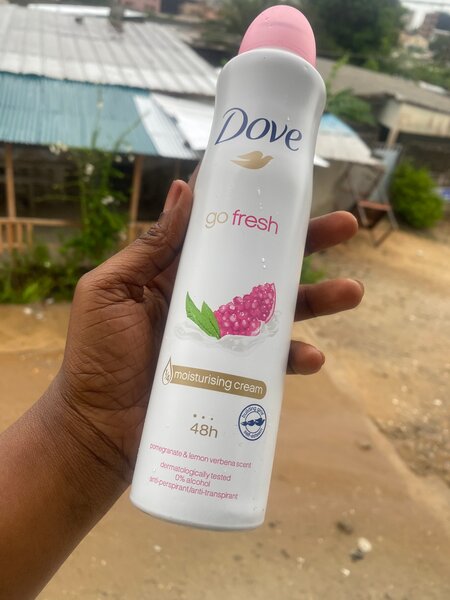 Dove
go fresh
moisturising cream
48h
pomegranate & lemon verbena scent
dermatologically tested
0% alcohol
anti-perspirant/anti-transpirant